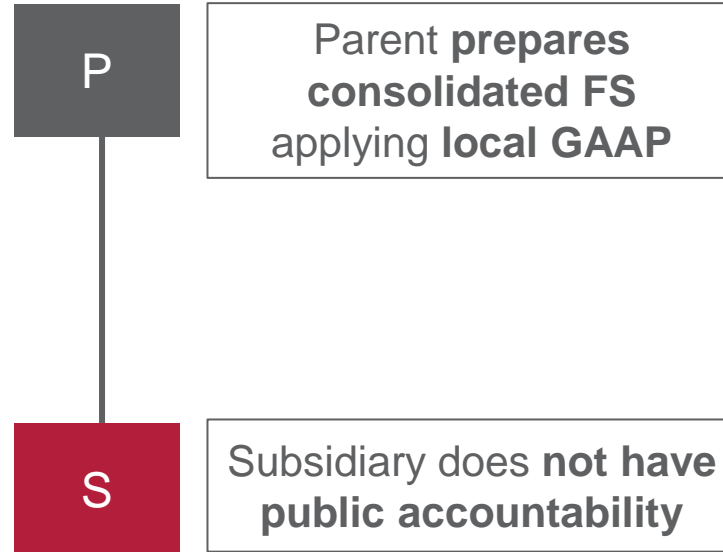 P
Parent prepares
consolidated FS
applying local GAAP
S
Subsidiary does not have
public accountability